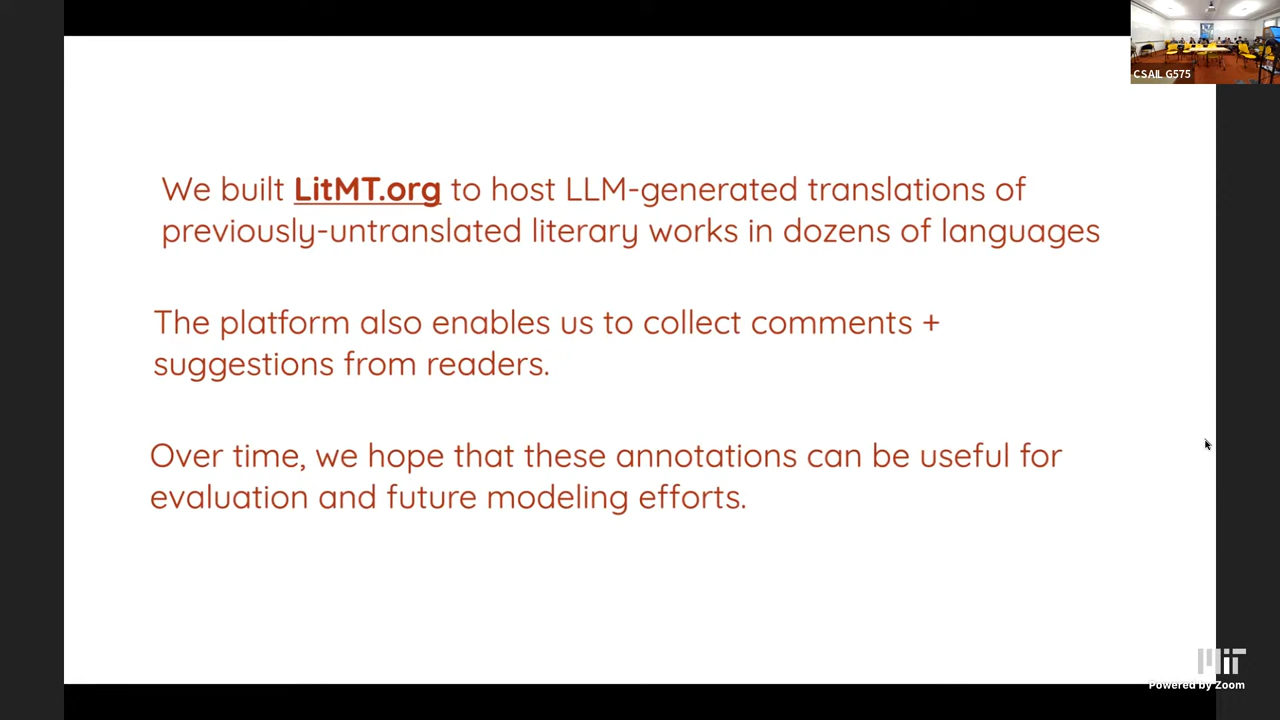 CSAIL G575
We built LitMT.org to host LLM-generated translations of
previously-untranslated literary works in dozens of languages
The platform also enables us to collect comments +
suggestions from readers.
Over time, we hope that these annotations can be useful for
evaluation and future modeling efforts.
MIT
Powered by Zoom